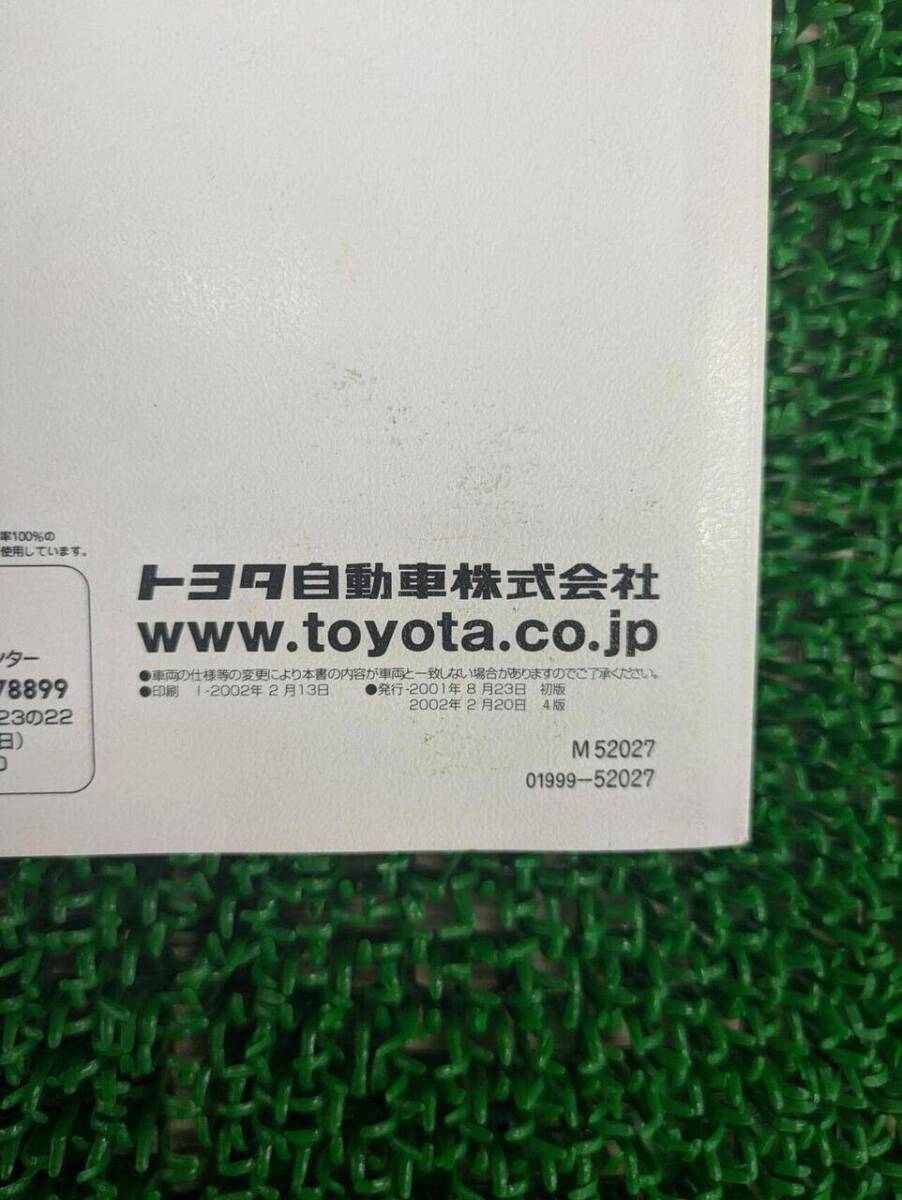 率100%の
使用しています。
トヨタ自動車株式会社
www.toyota.co.jp
●車両の仕様等の変更により本書の内容が車両と一致しない場合がありますのでご了承ください。
●印刷 I-2002年2月13日 ●発行-2001年8月23日 初版
2002年2月20日 4版
M52027
01999-52027
ンター
78899
23の22
日)
0